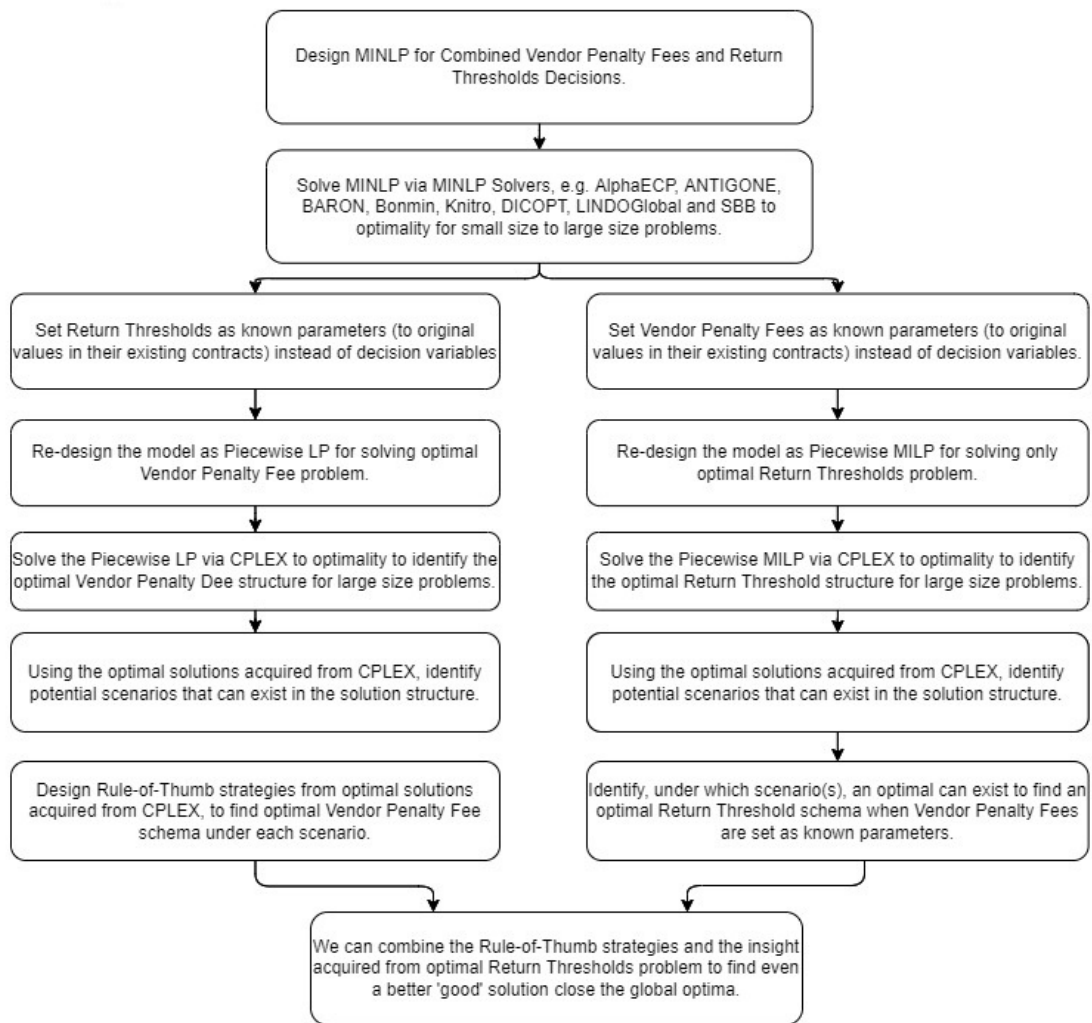 Design MINLP for Combined Vendor Penalty Fees and Return
Thresholds Decisions.
Solve MINLP via MINLP Solvers, e.g. AlphaECP, ANTIGONE,
BARON, Bonmin, Knitro, DICOPT, LINDOGlobal and SBB to
optimality for small size to large size problems.
Set Return Thresholds as known parameters (to original
values in their existing contracts) instead of decision variables
Re-design the model as Piecewise LP for solving optimal
Vendor Penalty Fee problem.
Solve the Piecewise LP via CPLEX to optimality to identify the
optimal Vendor Penalty Dee structure for large size problems.
Using the optimal solutions acquired from CPLEX, identify
potential scenarios that can exist in the solution structure.
Design Rule-of-Thumb strategies from optimal solutions
acquired from CPLEX, to find optimal Vendor Penalty Fee
schema under each scenario.
Set Vendor Penalty Fees as known parameters (to original
values in their existing contracts) instead of decision variables.
Re-design the model as Piecewise MILP for solving only
optimal Return Thresholds problem.
Solve the Piecewise MILP via CPLEX to optimality to identify
the optimal Return Threshold structure for large size problems.
Using the optimal solutions acquired from CPLEX, identify
potential scenarios that can exist in the solution structure.
Identify, under which scenario(s), an optimal can exist to find an
optimal Return Threshold schema when Vendor Penalty Fees
are set as known parameters.
We can combine the Rule-of-Thumb strategies and the insight
acquired from optimal Return Thresholds problem to find even
a better 'good' solution close the global optima.